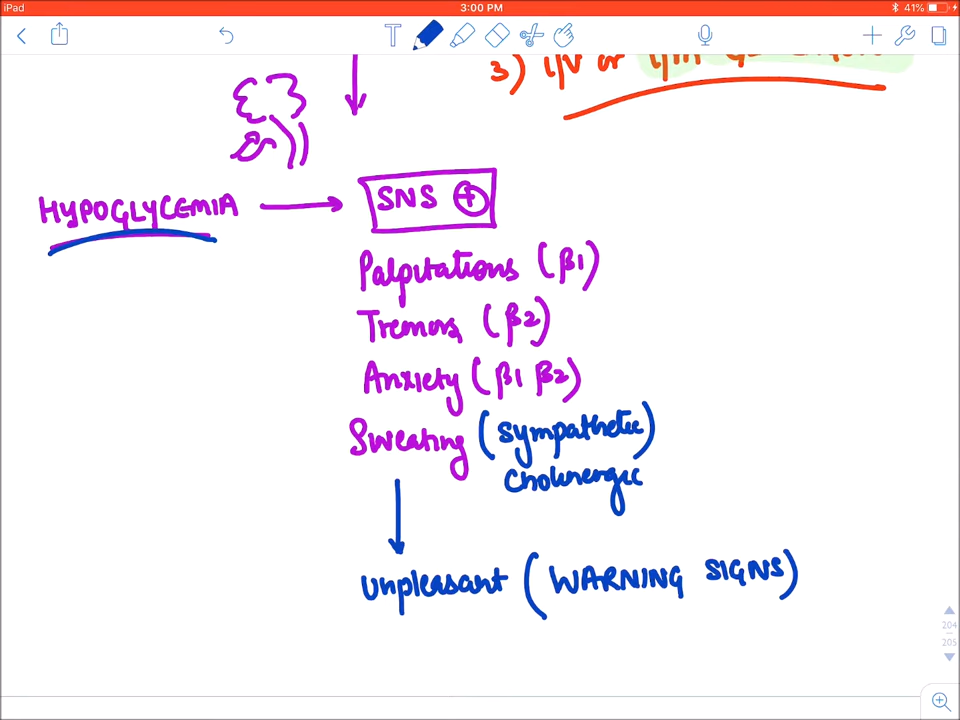 iPad
3:00 PM
41%
T
3) I/V or
HYPOGLYCEMIA
SNS +
Palpitations (β1)
Tremors (β2)
Anxiety (β1 β2)
Sweating (sympathetic)
cholinergic
unpleasant (WARNING SIGNS)
204
205